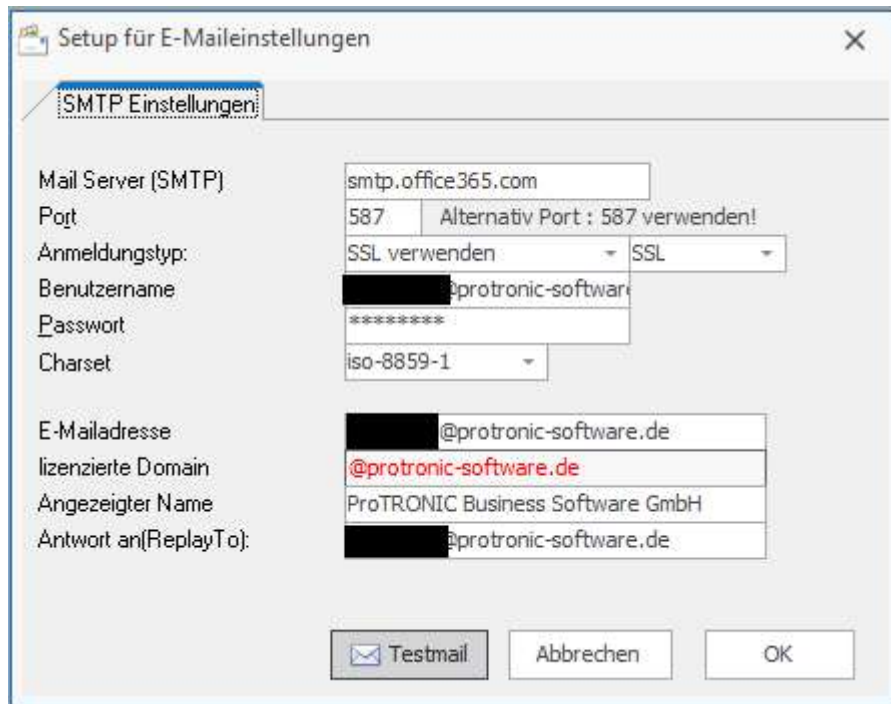 Setup für E-Maileinstellungen
SMTP Einstellungen
Mail Server (SMTP) smtp.office365.com
Port 587 Alternativ Port : 587 verwenden!
Anmeldungstyp: SSL verwenden SSL
Benutzername @protronic-software
Passwort ********
Charset iso-8859-1
E-Mailadresse @protronic-software.de
lizenzierte Domain @protronic-software.de
Angezeigter Name ProTRONIC Business Software GmbH
Antwort an(ReplayTo): @protronic-software.de
Testmail Abbrechen OK